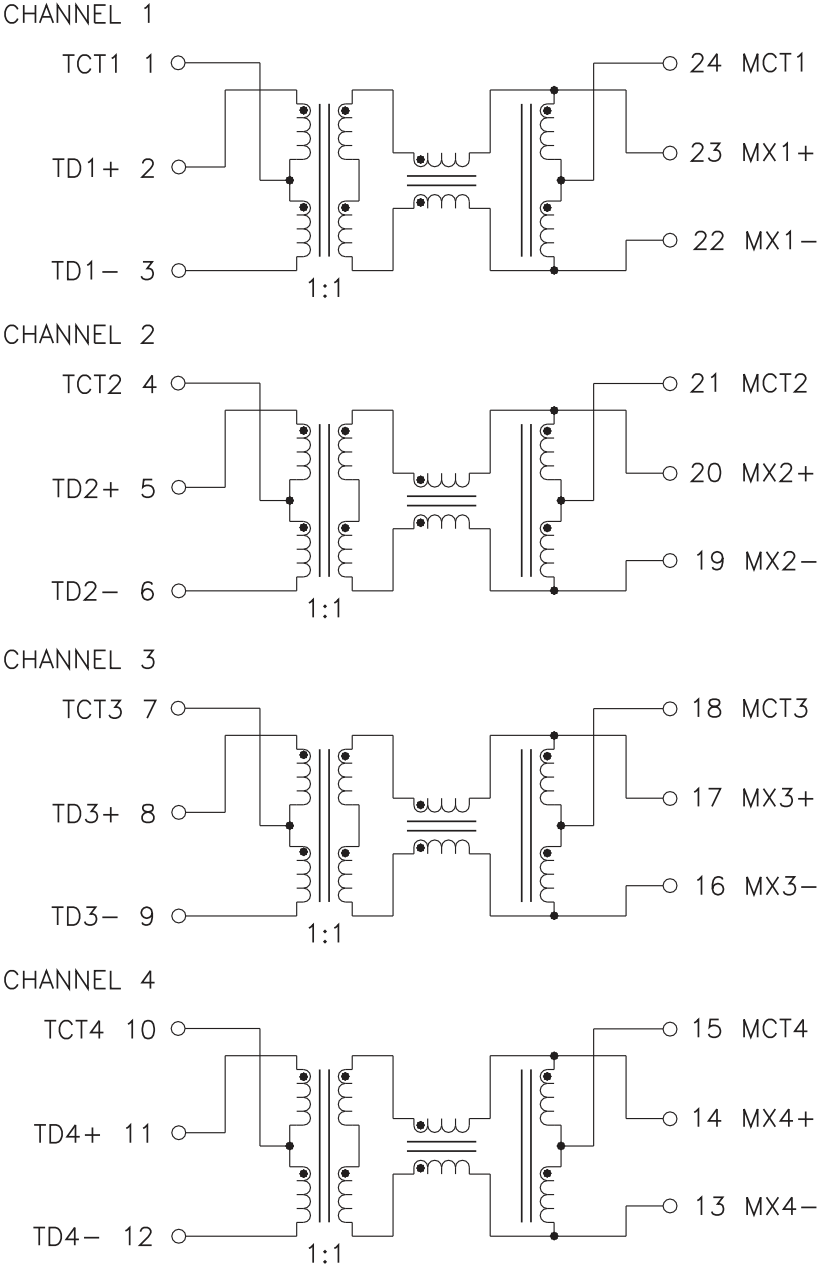 CHANNEL 1
TCT1 1 24 MCT1
TD1+ 2 23 MX1+
22 MX1-
TD1- 3
1:1
CHANNEL 2
TCT2 4 21 MCT2
TD2+ 5 20 MX2+
19 MX2-
TD2- 6
1:1
CHANNEL 3
TCT3 7 18 MCT3
TD3+ 8 17 MX3+
16 MX3-
TD3- 9
1:1
CHANNEL 4
TCT4 10 15 MCT4
TD4+ 11 14 MX4+
13 MX4-
TD4- 12
1:1